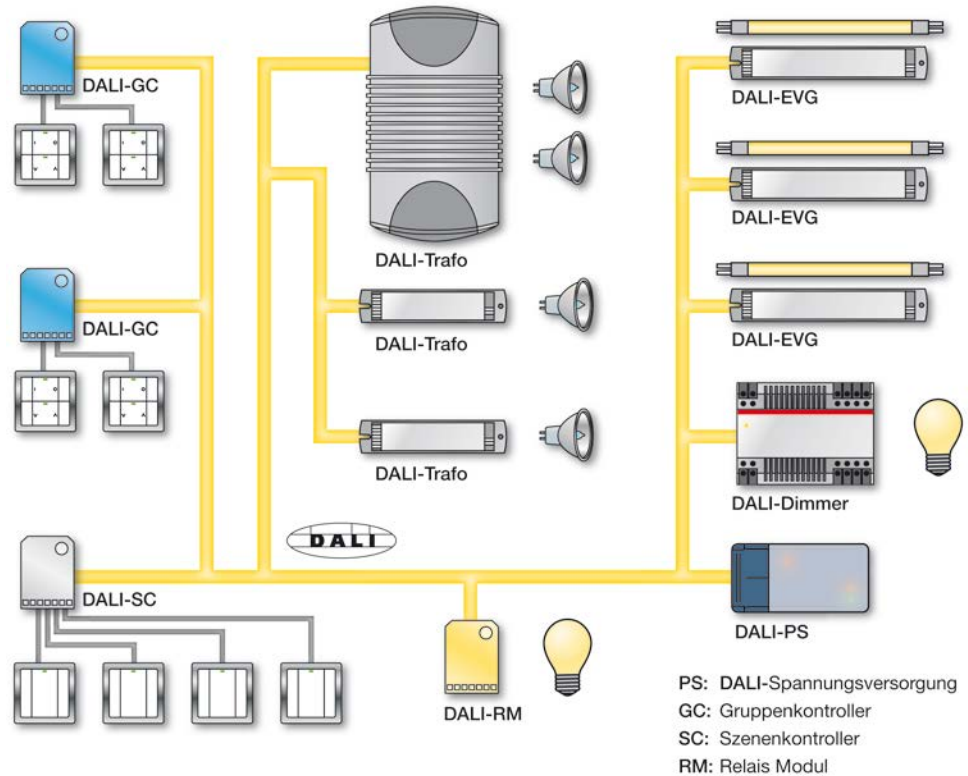 DALI-GC
DALI-GC
DALI-SC
DALI-Trafo
DALI-Trafo
DALI-Trafo
DALI
DALI-RM
DALI-EVG
DALI-EVG
DALI-EVG
DALI-Dimmer
DALI-PS
PS: DALI-Spannungsversorgung
GC: Gruppenkontroller
SC: Szenenkontroller
RM: Relais Modul